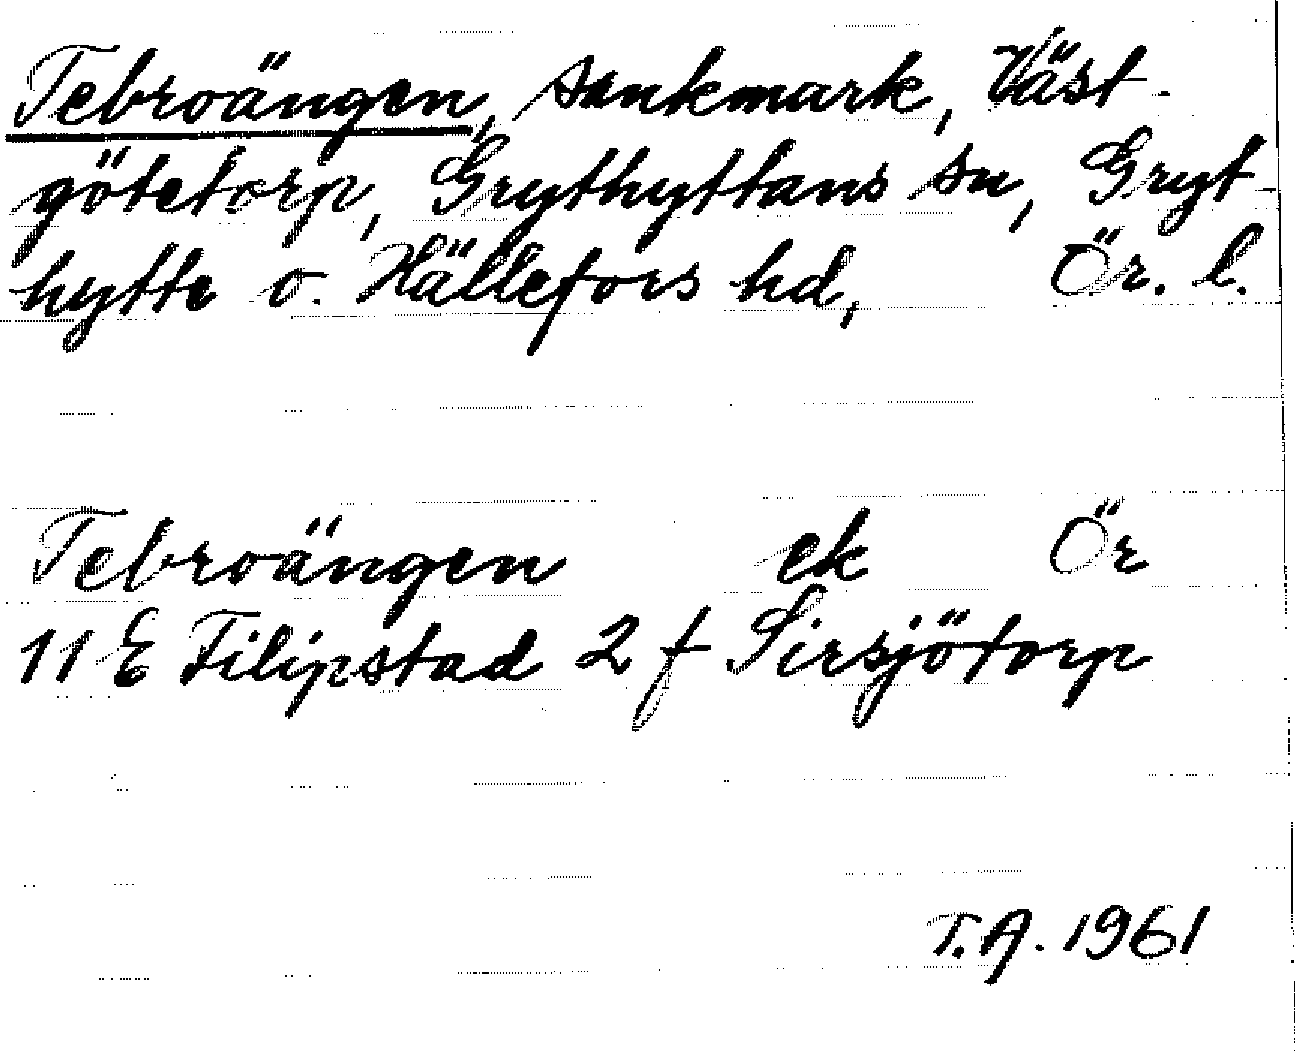 Tebroängen, sankmark, Väst-
götetorp, Grythyttans sn, Gryt-
hytte o. Hällefors hd, Ör. l.
Tebroängen ek Ör
11 E Filipstad 2 f Sirsjötorp
T.A. 1961